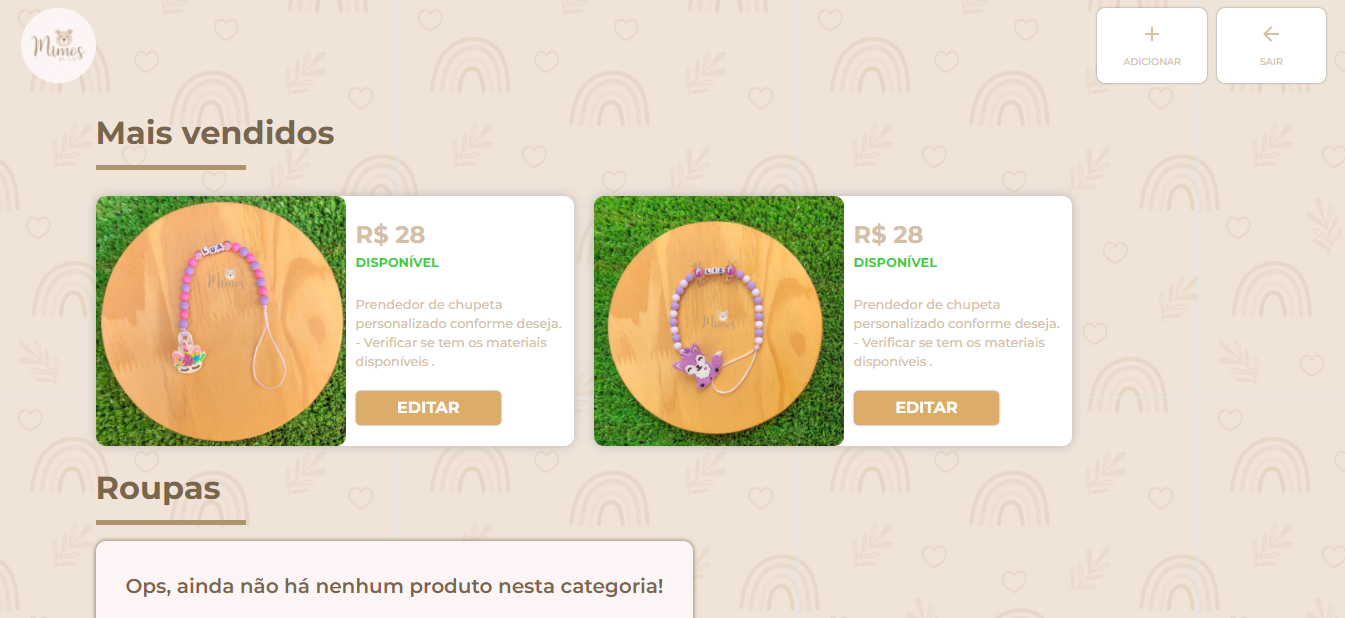 Mimos
ADICIONAR
SAIR
Mais vendidos
LUA
Mimos
R$ 28
DISPONÍVEL
Prendedor de chupeta
personalizado conforme deseja.
- Verificar se tem os materiais
disponíveis .
EDITAR
Mimos
R$ 28
DISPONÍVEL
Prendedor de chupeta
personalizado conforme deseja.
- Verificar se tem os materiais
disponíveis .
EDITAR
Roupas
Ops, ainda não há nenhum produto nesta categoria!